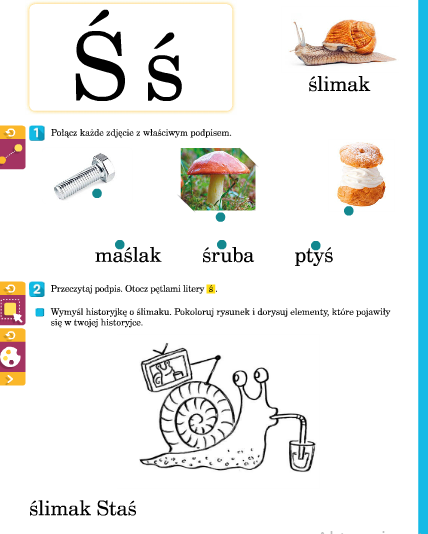 Ś ś
ślimak
1 Połącz każde zdjęcie z właściwym podpisem.
maślak śruba ptyś
2 Przeczytaj podpis. Otocz pętlami litery ś.
Wymyśl historyjkę o ślimaku. Pokoloruj rysunek i dorysuj elementy, które pojawiły
się w twojej historyjce.
ślimak Staś